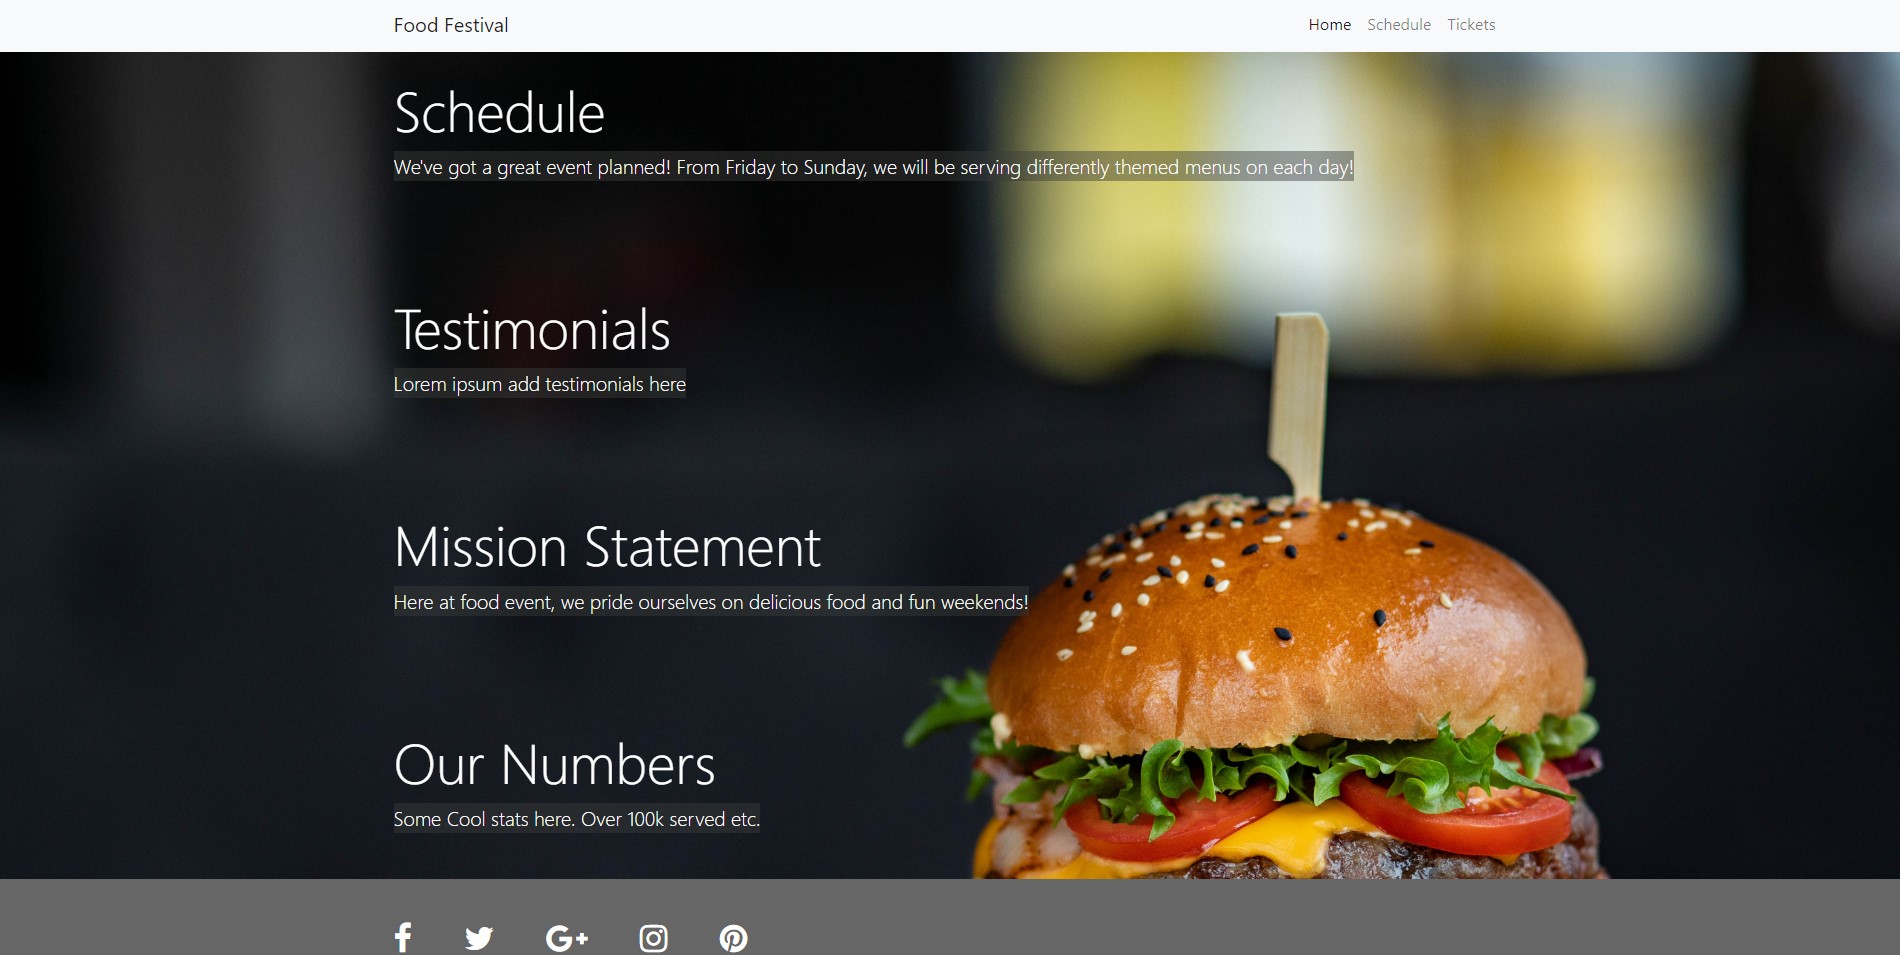 Food Festival
Home Schedule Tickets
Schedule
We've got a great event planned! From Friday to Sunday, we will be serving differently themed menus on each day!
Testimonials
Lorem ipsum add testimonials here
Mission Statement
Here at food event, we pride ourselves on delicious food and fun weekends!
Our Numbers
Some Cool stats here. Over 100k served etc.